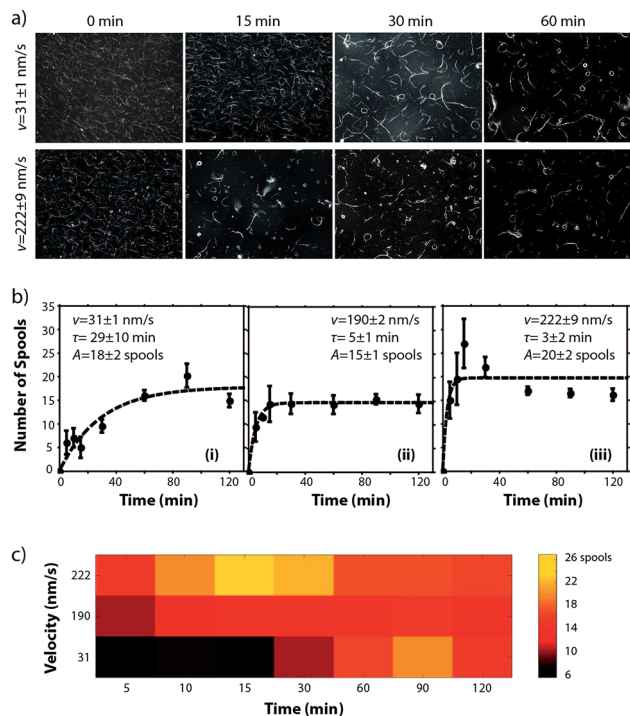 a)
0 min 15 min 30 min 60 min
v=31±1 nm/s
v=222±9 nm/s
b)
Number of Spools
35
30
25
20
15
10
5
0
v=31±1 nm/s
τ= 29±10 min
A=18±2 spools
(i)
v=190±2 nm/s
τ= 5±1 min
A=15±1 spools
(ii)
v=222±9 nm/s
τ= 3±2 min
A=20±2 spools
(iii)
0 40 80 120 0 40 80 120 0 40 80 120
Time (min) Time (min) Time (min)
c)
Velocity (nm/s)
222
190
31
5 10 15 30 60 90 120
Time (min)
26 spools
22
18
14
10
6